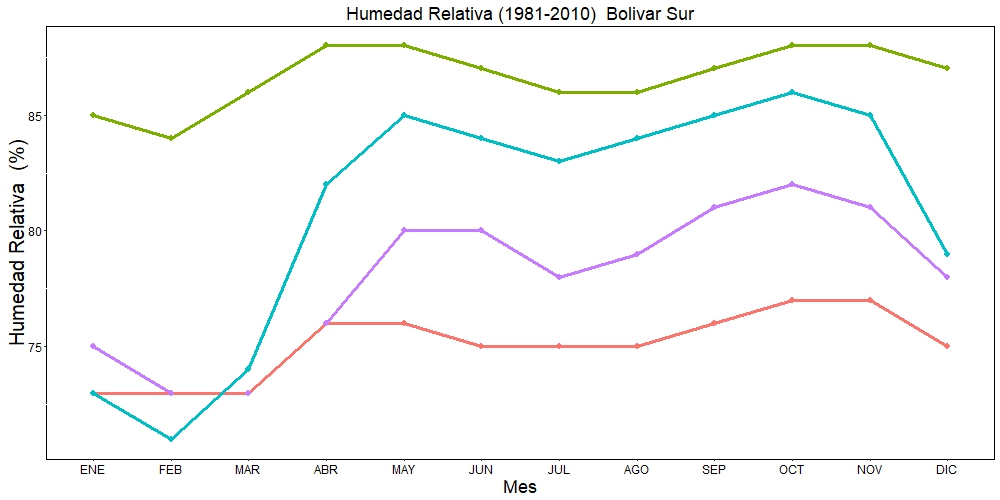 Humedad Relativa (1981-2010)  Bolivar Sur
Humedad Relativa  (%)
85
80
75
ENE FEB MAR ABR MAY JUN JUL AGO SEP OCT NOV DIC
Mes